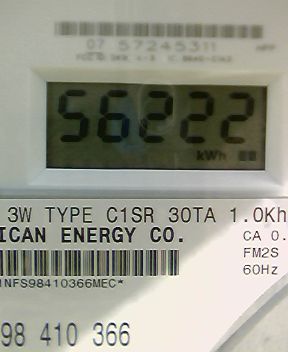 07 57245311
56222
kWh
3W TYPE C1SR 30TA 1.0Kh
ICAN ENERGY CO.
CA 0.
FM2S
60Hz
NFS98410366MEC*
98 410 366